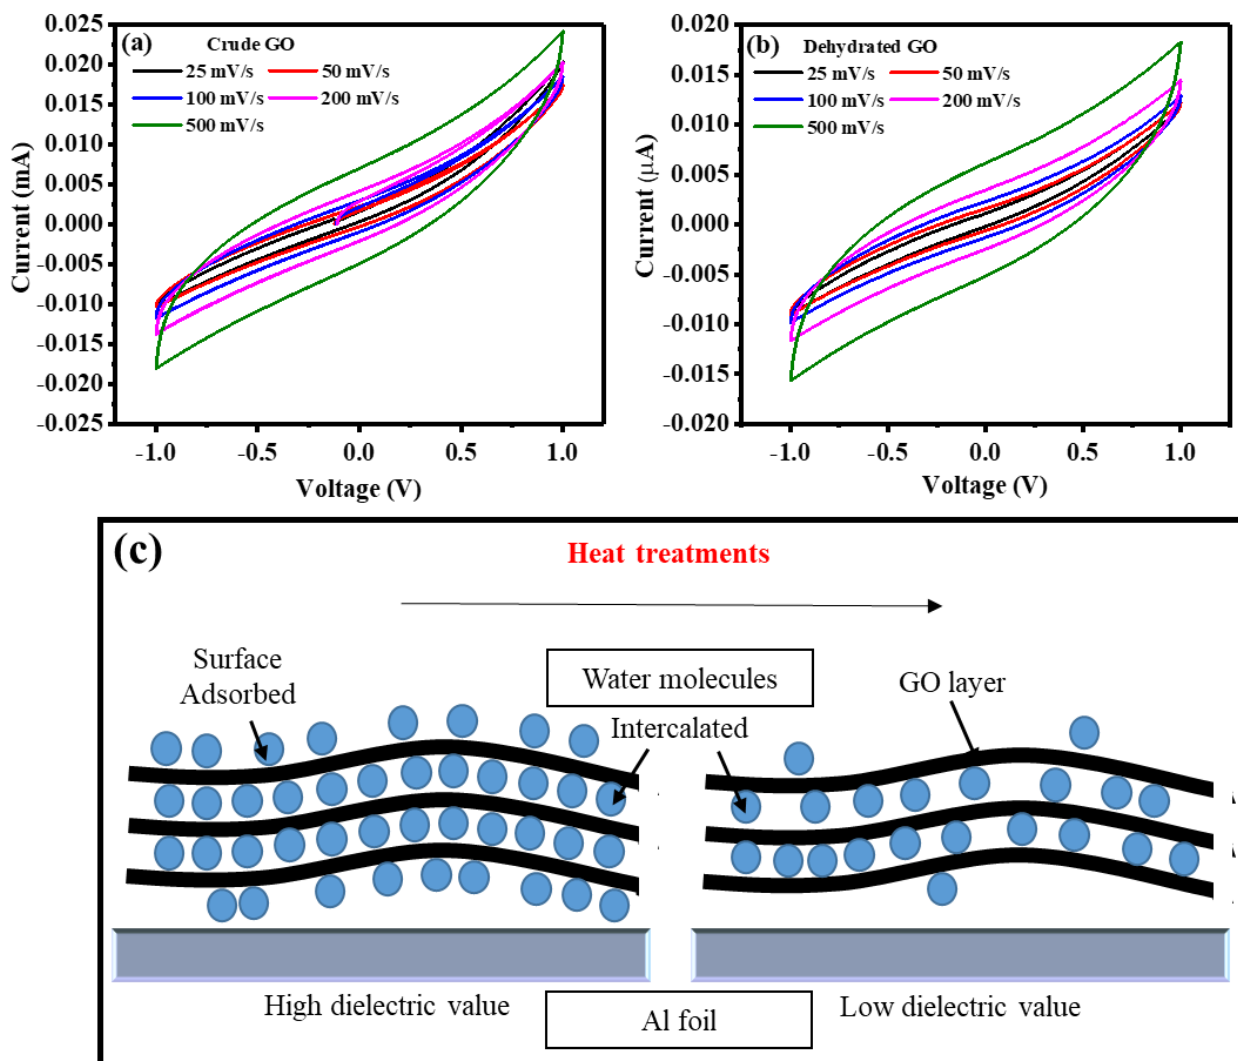 (a) Crude GO
25 mV/s 50 mV/s
100 mV/s 200 mV/s
500 mV/s
0.025
0.020
0.015
0.010
0.005
0.000
-0.005
-0.010
-0.015
-0.020
-0.025
Current (mA)
-1.0 -0.5 0.0 0.5 1.0
Voltage (V)
(b) Dehydrated GO
25 mV/s 50 mV/s
100 mV/s 200 mV/s
500 mV/s
0.020
0.015
0.010
0.005
0.000
-0.005
-0.010
-0.015
-0.020
Current (μA)
-1.0 -0.5 0.0 0.5 1.0
Voltage (V)
(c)
Heat treatments
Surface
Adsorbed
Water molecules
Intercalated
GO layer
High dielectric value
Al foil
Low dielectric value